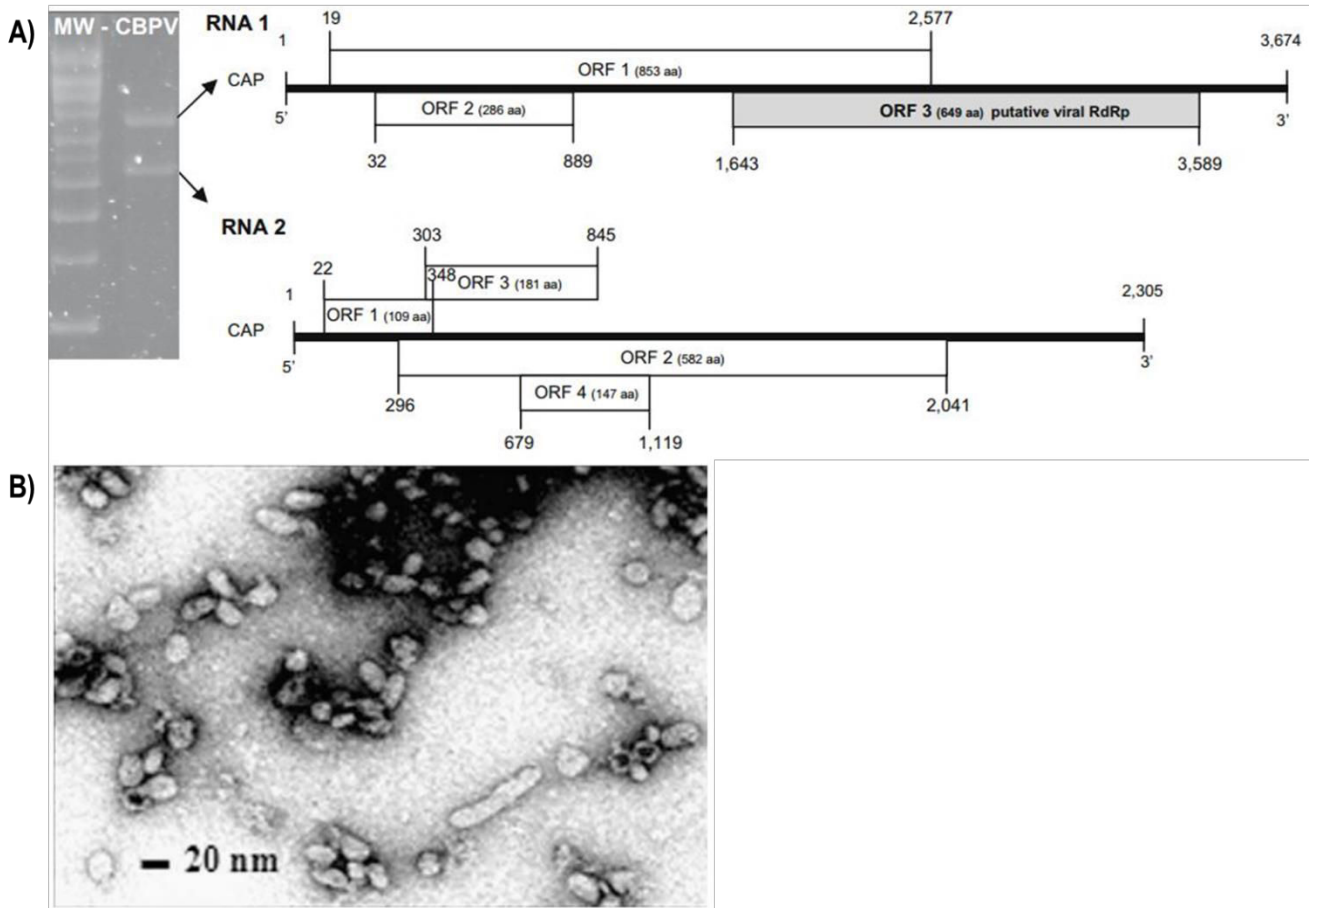 A)
MW - CBPV
RNA 1
19
2,577
1
3,674
ORF 1 (853 aa)
CAP
ORF 2 (286 aa)
ORF 3 (649 aa) putative viral RdRp
5’
3’
32
889
1,643
3,589
RNA 2
303
845
22
348
ORF 3 (181 aa)
1
2,305
ORF 1 (109 aa)
CAP
ORF 2 (582 aa)
5’
3’
ORF 4 (147 aa)
296
2,041
679
1,119
B)
20 nm